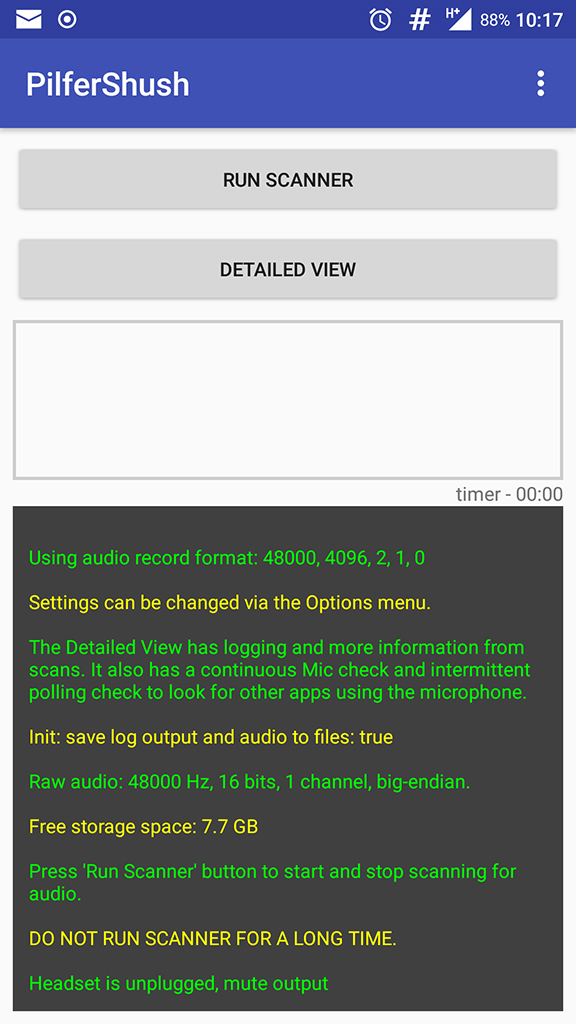 H+ 88% 10:17
PilferShush
RUN SCANNER
DETAILED VIEW
timer - 00:00
Using audio record format: 48000, 4096, 2, 1, 0
Settings can be changed via the Options menu.
The Detailed View has logging and more information from
scans. It also has a continuous Mic check and intermittent
polling check to look for other apps using the microphone.
Init: save log output and audio to files: true
Raw audio: 48000 Hz, 16 bits, 1 channel, big-endian.
Free storage space: 7.7 GB
Press 'Run Scanner' button to start and stop scanning for
audio.
DO NOT RUN SCANNER FOR A LONG TIME.
Headset is unplugged, mute output